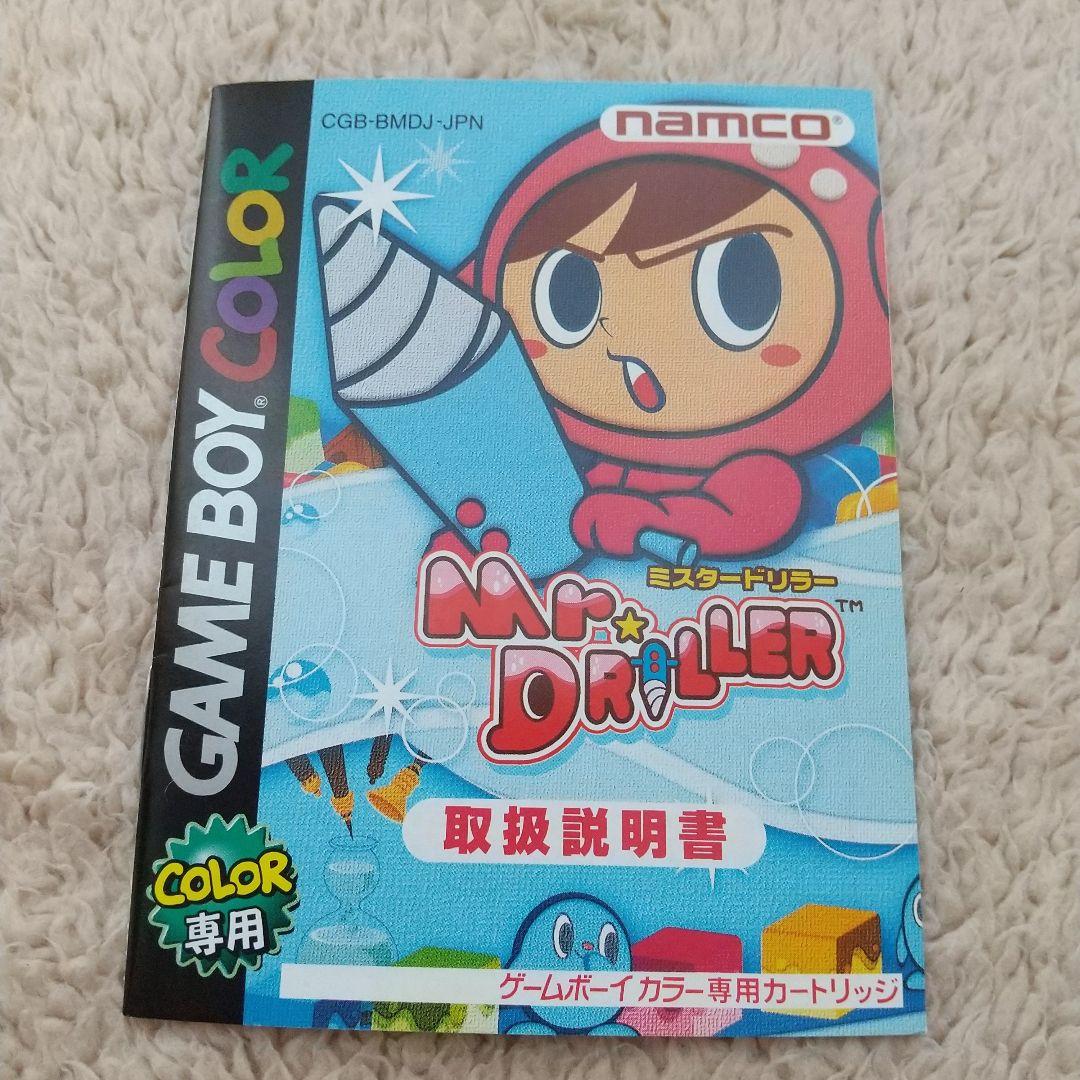 CGB-BMDJ-JPN
namco®
GAME BOY® COLOR
ミスタードリラー
Mr. DRILLER™
取扱説明書
COLOR
専用
ゲームボーイ カラー専用カートリッジ